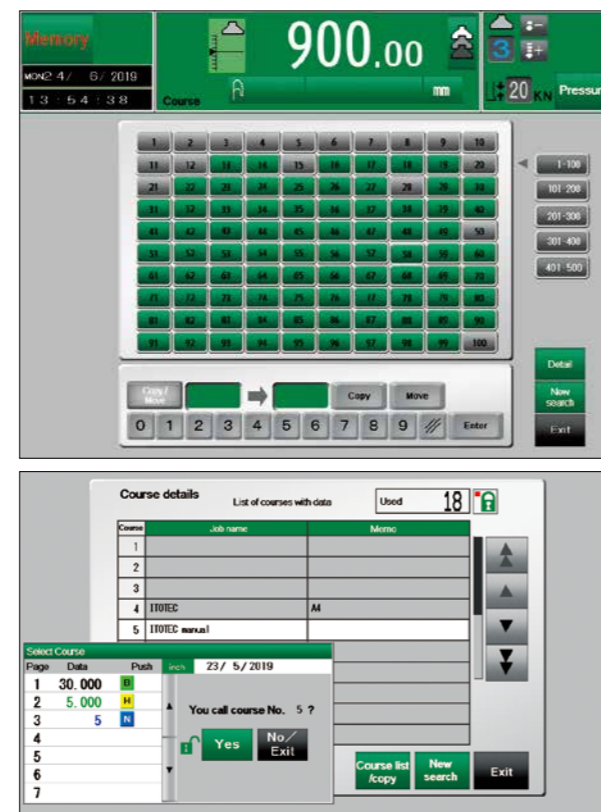 Memory
900.00
MON2 4/ 6/ 2019
13:54:38
Course
mm
3
20 KN Pressur
1 2 3 4 5 6 7 8 9 10
11 12 13 14 15 16 17 18 19 20
21 22 23 24 25 26 27 28 29 30
31 32 33 34 35 36 37 38 39 40
41 42 43 44 45 46 47 48 49 50
51 52 53 54 55 56 57 58 59 60
61 62 63 64 65 66 67 68 69 70
71 72 73 74 75 76 77 78 79 80
81 82 83 84 85 86 87 88 89 90
91 92 93 94 95 96 97 98 99 100
1-100
101-200
201-300
301-400
401-500
Detail
New
search
Exit
Copy/
Move
Copy Move
0 1 2 3 4 5 6 7 8 9 Enter
Course details List of courses with data Used 18
Course Job name Memo
1
2
3
4 ITOTEC A4
5 ITOTEC manual
Select Course
Page Data Push inch 23/ 5/2019
1 30.000 B
2 5.000 H
3 5 N
4
5
6
7
You call course No. 5 ?
Yes No/
Exit
Course list
/copy
New
search
Exit